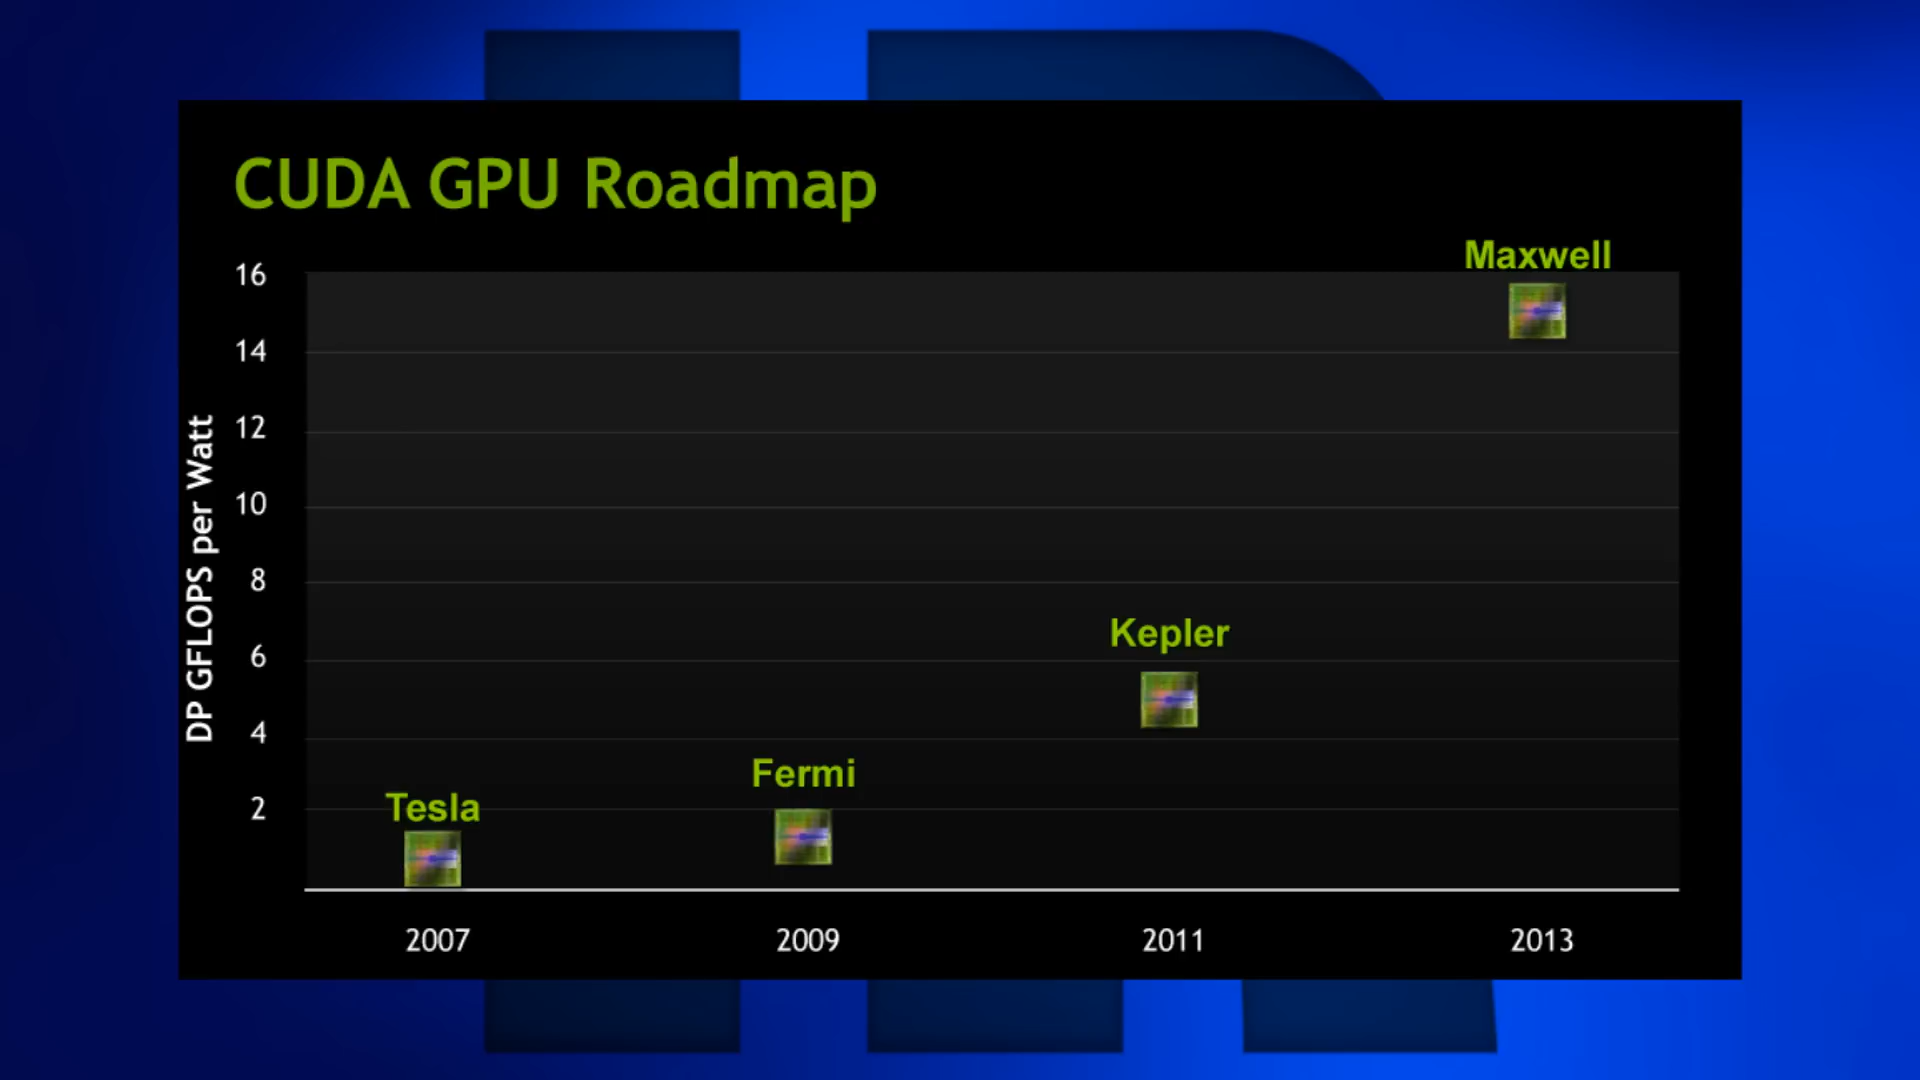 CUDA GPU Roadmap
DP GFLOPS per Watt
16
14
12
10
8
6
4
2
Tesla
Fermi
Kepler
Maxwell
2007
2009
2011
2013